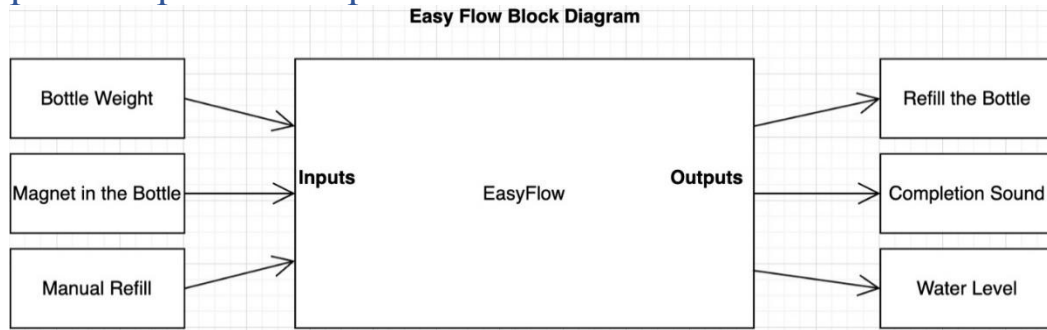 Easy Flow Block Diagram
Bottle Weight
Magnet in the Bottle
Manual Refill
Inputs
EasyFlow
Outputs
Refill the Bottle
Completion Sound
Water Level